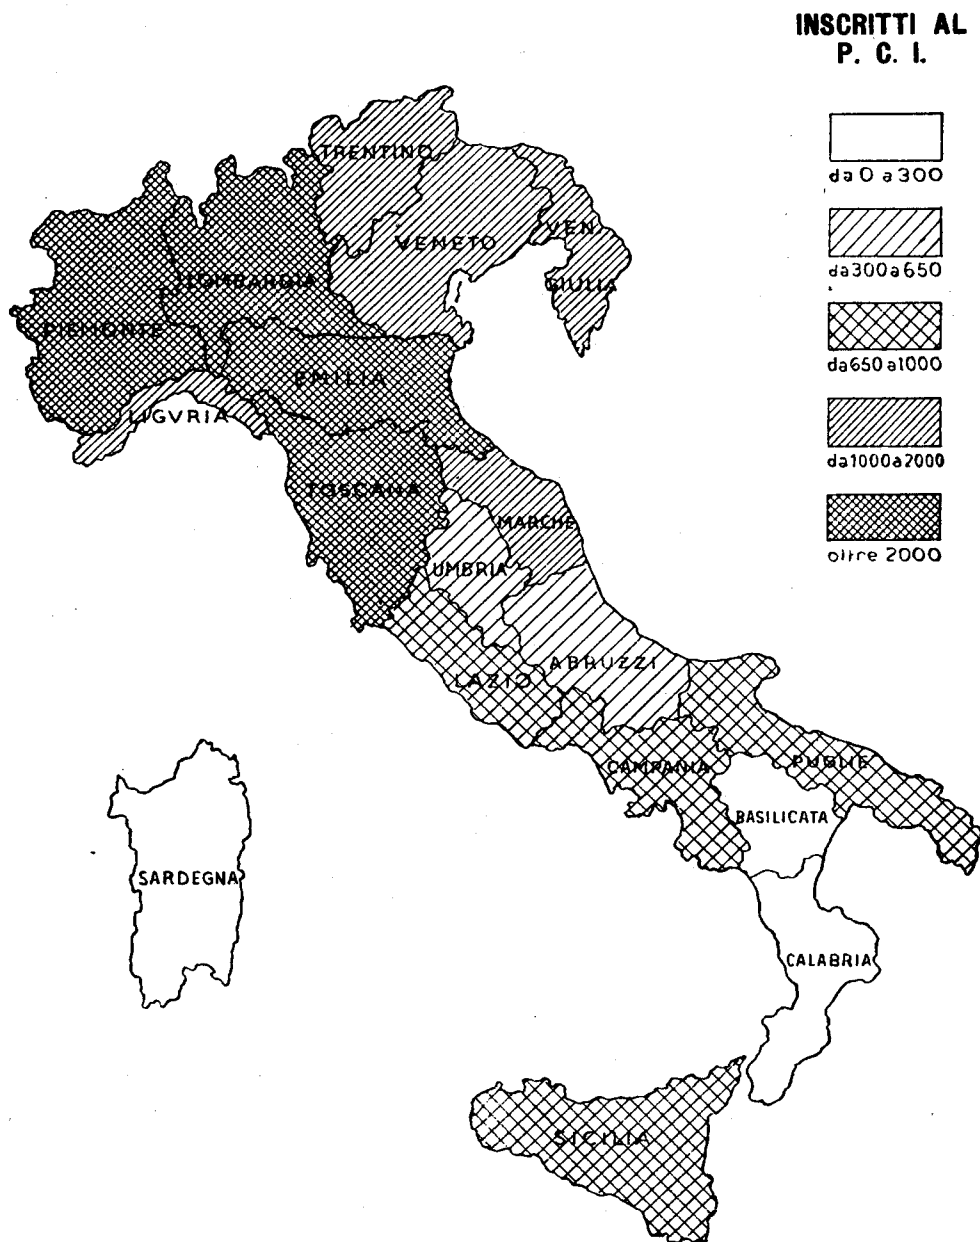 INSCRITTI AL
P. C. I.
da 0 a 300
da 300 a 650
da 650 a 1000
da 1000 a 2000
oltre 2000
TRENTINO
VENETO
VEN
GIULIA
LOMBARDIA
PIEMONTE
EMILIA
LIGVRIA
TOSCANA
MARCHE
UMBRIA
ABRUZZI
LAZIO
CAMPANIA
PUGLIE
BASILICATA
SARDEGNA
CALABRIA
SICILIA